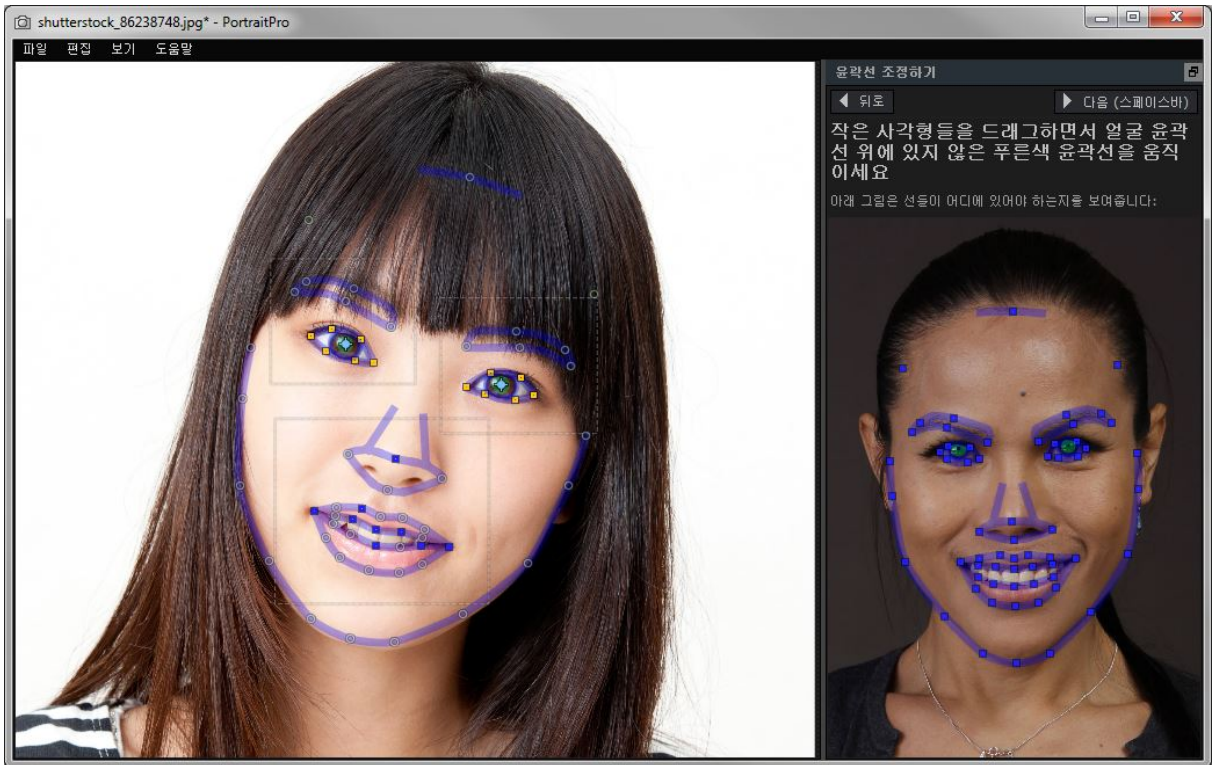 shutterstock_86238748.jpg* - PortraitPro
파일 편집 보기 도움말
윤곽선 조정하기
뒤로 다음 (스페이스바)
작은 사각형들을 드래그하면서 얼굴 윤곽
선 위에 있지 않은 푸른색 윤곽선을 움직
이세요
아래 그림은 선들이 어디에 있어야 하는지를 보여줍니다: